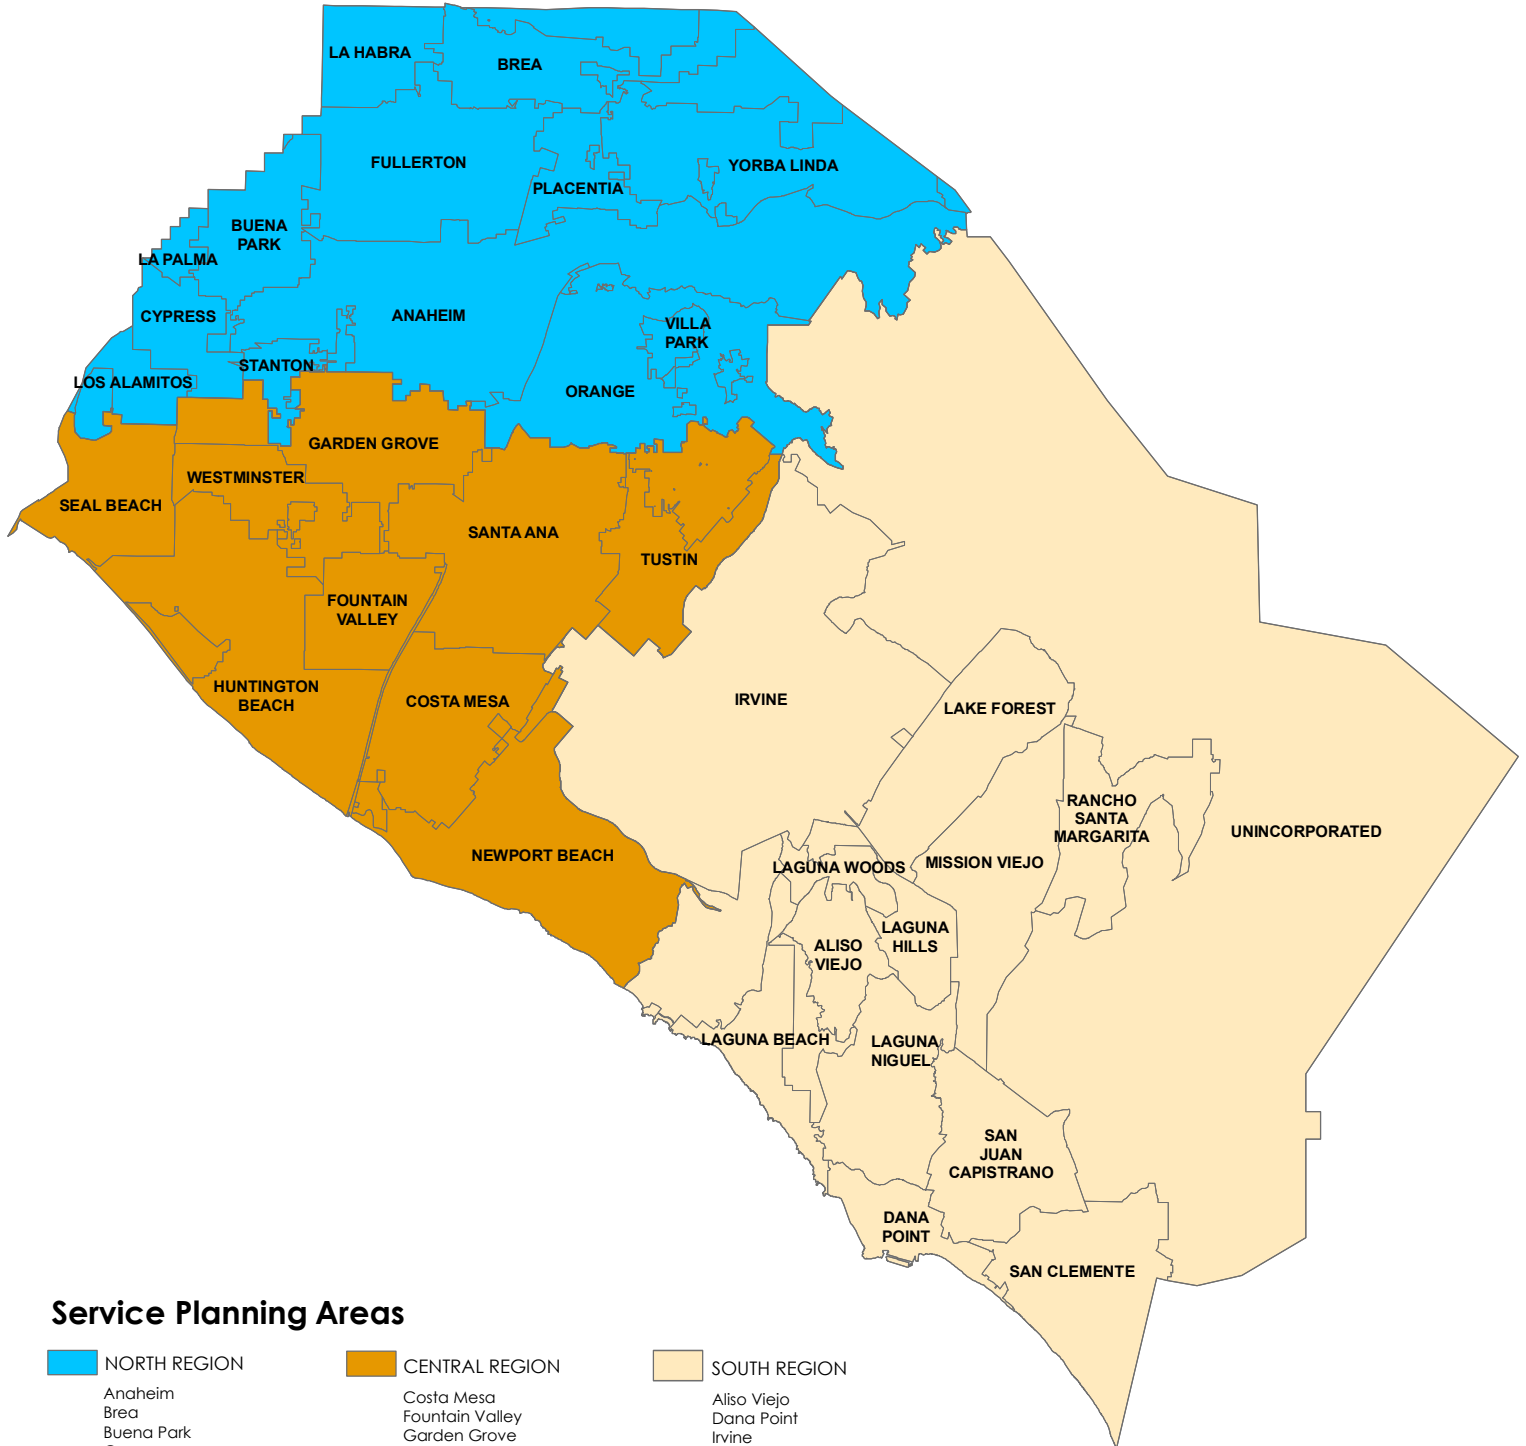 LA HABRA
BREA
FULLERTON
YORBA LINDA
PLACENTIA
BUENA
PARK
LA PALMA
CYPRESS
ANAHEIM
VILLA
PARK
STANTON
LOS ALAMITOS
ORANGE
GARDEN GROVE
WESTMINSTER
SEAL BEACH
SANTA ANA
TUSTIN
FOUNTAIN
VALLEY
HUNTINGTON
BEACH
COSTA MESA
IRVINE
LAKE FOREST
RANCHO
SANTA
MARGARITA
UNINCORPORATED
NEWPORT BEACH
LAGUNA WOODS
MISSION VIEJO
LAGUNA
HILLS
ALISO
VIEJO
LAGUNA BEACH
LAGUNA
NIGUEL
SAN
JUAN
CAPISTRANO
DANA
POINT
SAN CLEMENTE
Service Planning Areas
NORTH REGION
Anaheim
Brea
Buena Park
CENTRAL REGION
Costa Mesa
Fountain Valley
Garden Grove
SOUTH REGION
Aliso Viejo
Dana Point
Irvine